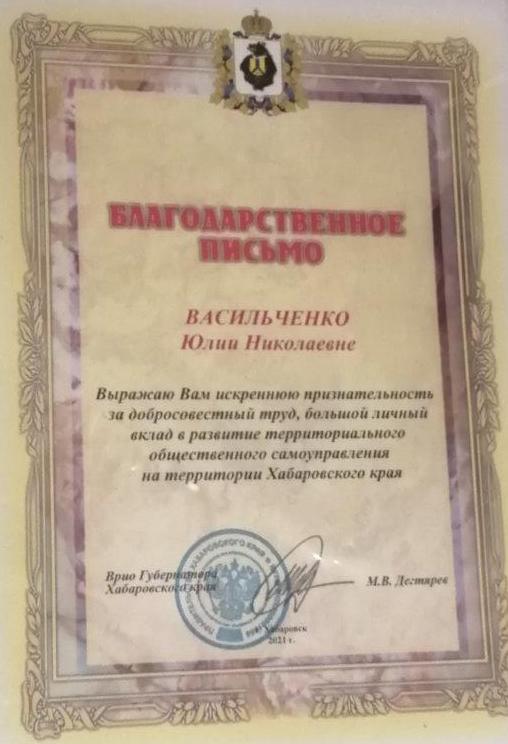 БЛАГОДАРСТВЕННОЕ
ПИСЬМО
ВАСИЛЬЧЕНКО
Юлии Николаевне
Выражаю Вам искреннюю признательность
за добросовестный труд, большой личный
вклад в развитие территориального
общественного самоуправления
на территории Хабаровского края
Врио Губернатора
Хабаровского края
М.В. Дегтярев
г. Хабаровск
2021 г.